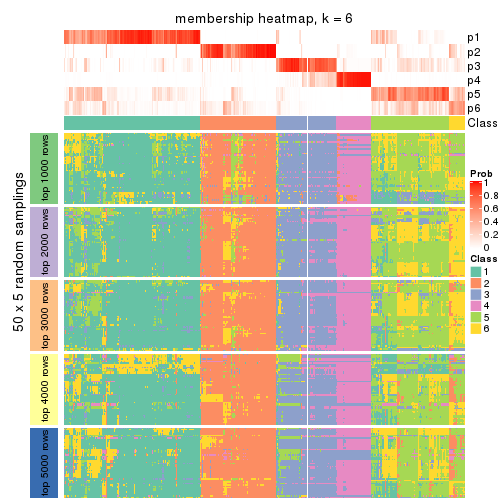 membership heatmap, k = 6
p1
p2
p3
p4
p5
p6
Class
50 x 5 random samplings
top 1000 rows
top 2000 rows
top 3000 rows
top 4000 rows
top 5000 rows
Prob
1
0.8
0.6
0.4
0.2
0
Class
1
2
3
4
5
6